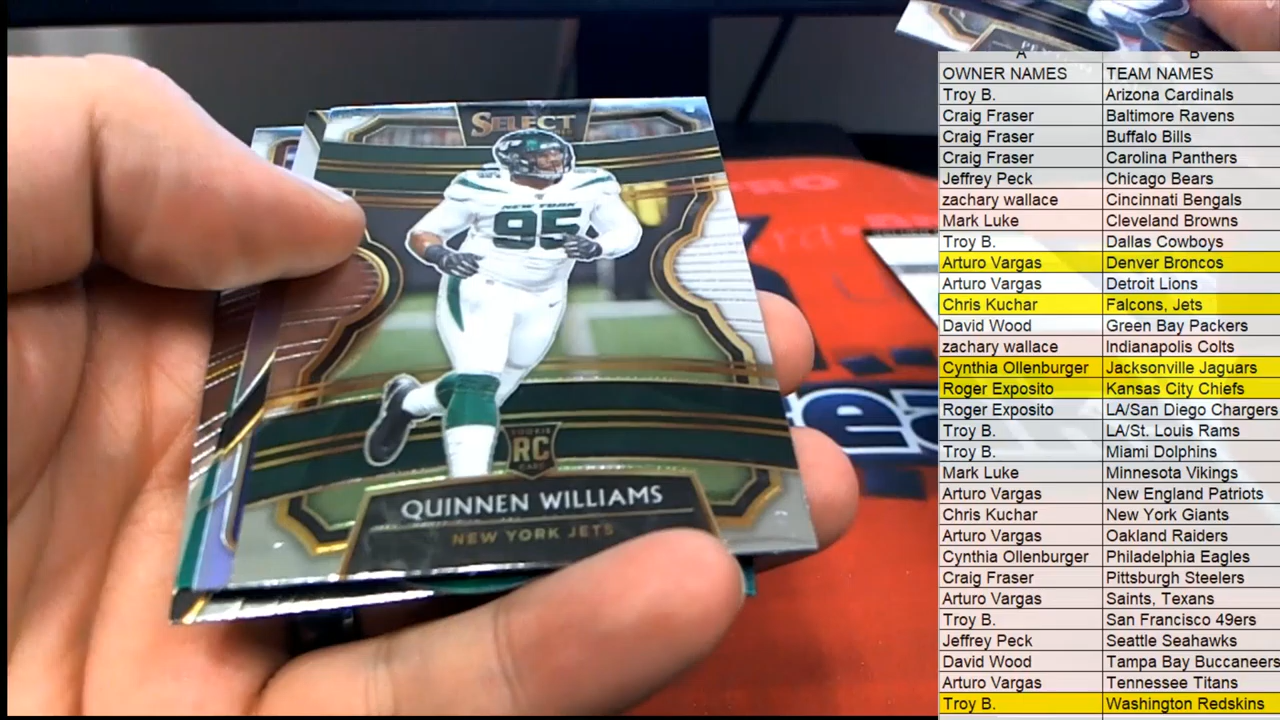 SELECT
NEW YORK
95
RC
QUINNEN WILLIAMS
NEW YORK JETS
A B
OWNER NAMES TEAM NAMES
Troy B. Arizona Cardinals
Craig Fraser Baltimore Ravens
Craig Fraser Buffalo Bills
Craig Fraser Carolina Panthers
Jeffrey Peck Chicago Bears
zachary wallace Cincinnati Bengals
Mark Luke Cleveland Browns
Troy B. Dallas Cowboys
Arturo Vargas Denver Broncos
Arturo Vargas Detroit Lions
Chris Kuchar Falcons, Jets
David Wood Green Bay Packers
zachary wallace Indianapolis Colts
Cynthia Ollenburger Jacksonville Jaguars
Roger Exposito Kansas City Chiefs
Roger Exposito LA/San Diego Chargers
Troy B. LA/St. Louis Rams
Troy B. Miami Dolphins
Mark Luke Minnesota Vikings
Arturo Vargas New England Patriots
Chris Kuchar New York Giants
Arturo Vargas Oakland Raiders
Cynthia Ollenburger Philadelphia Eagles
Craig Fraser Pittsburgh Steelers
Arturo Vargas Saints, Texans
Troy B. San Francisco 49ers
Jeffrey Peck Seattle Seahawks
David Wood Tampa Bay Buccaneers
Arturo Vargas Tennessee Titans
Troy B. Washington Redskins